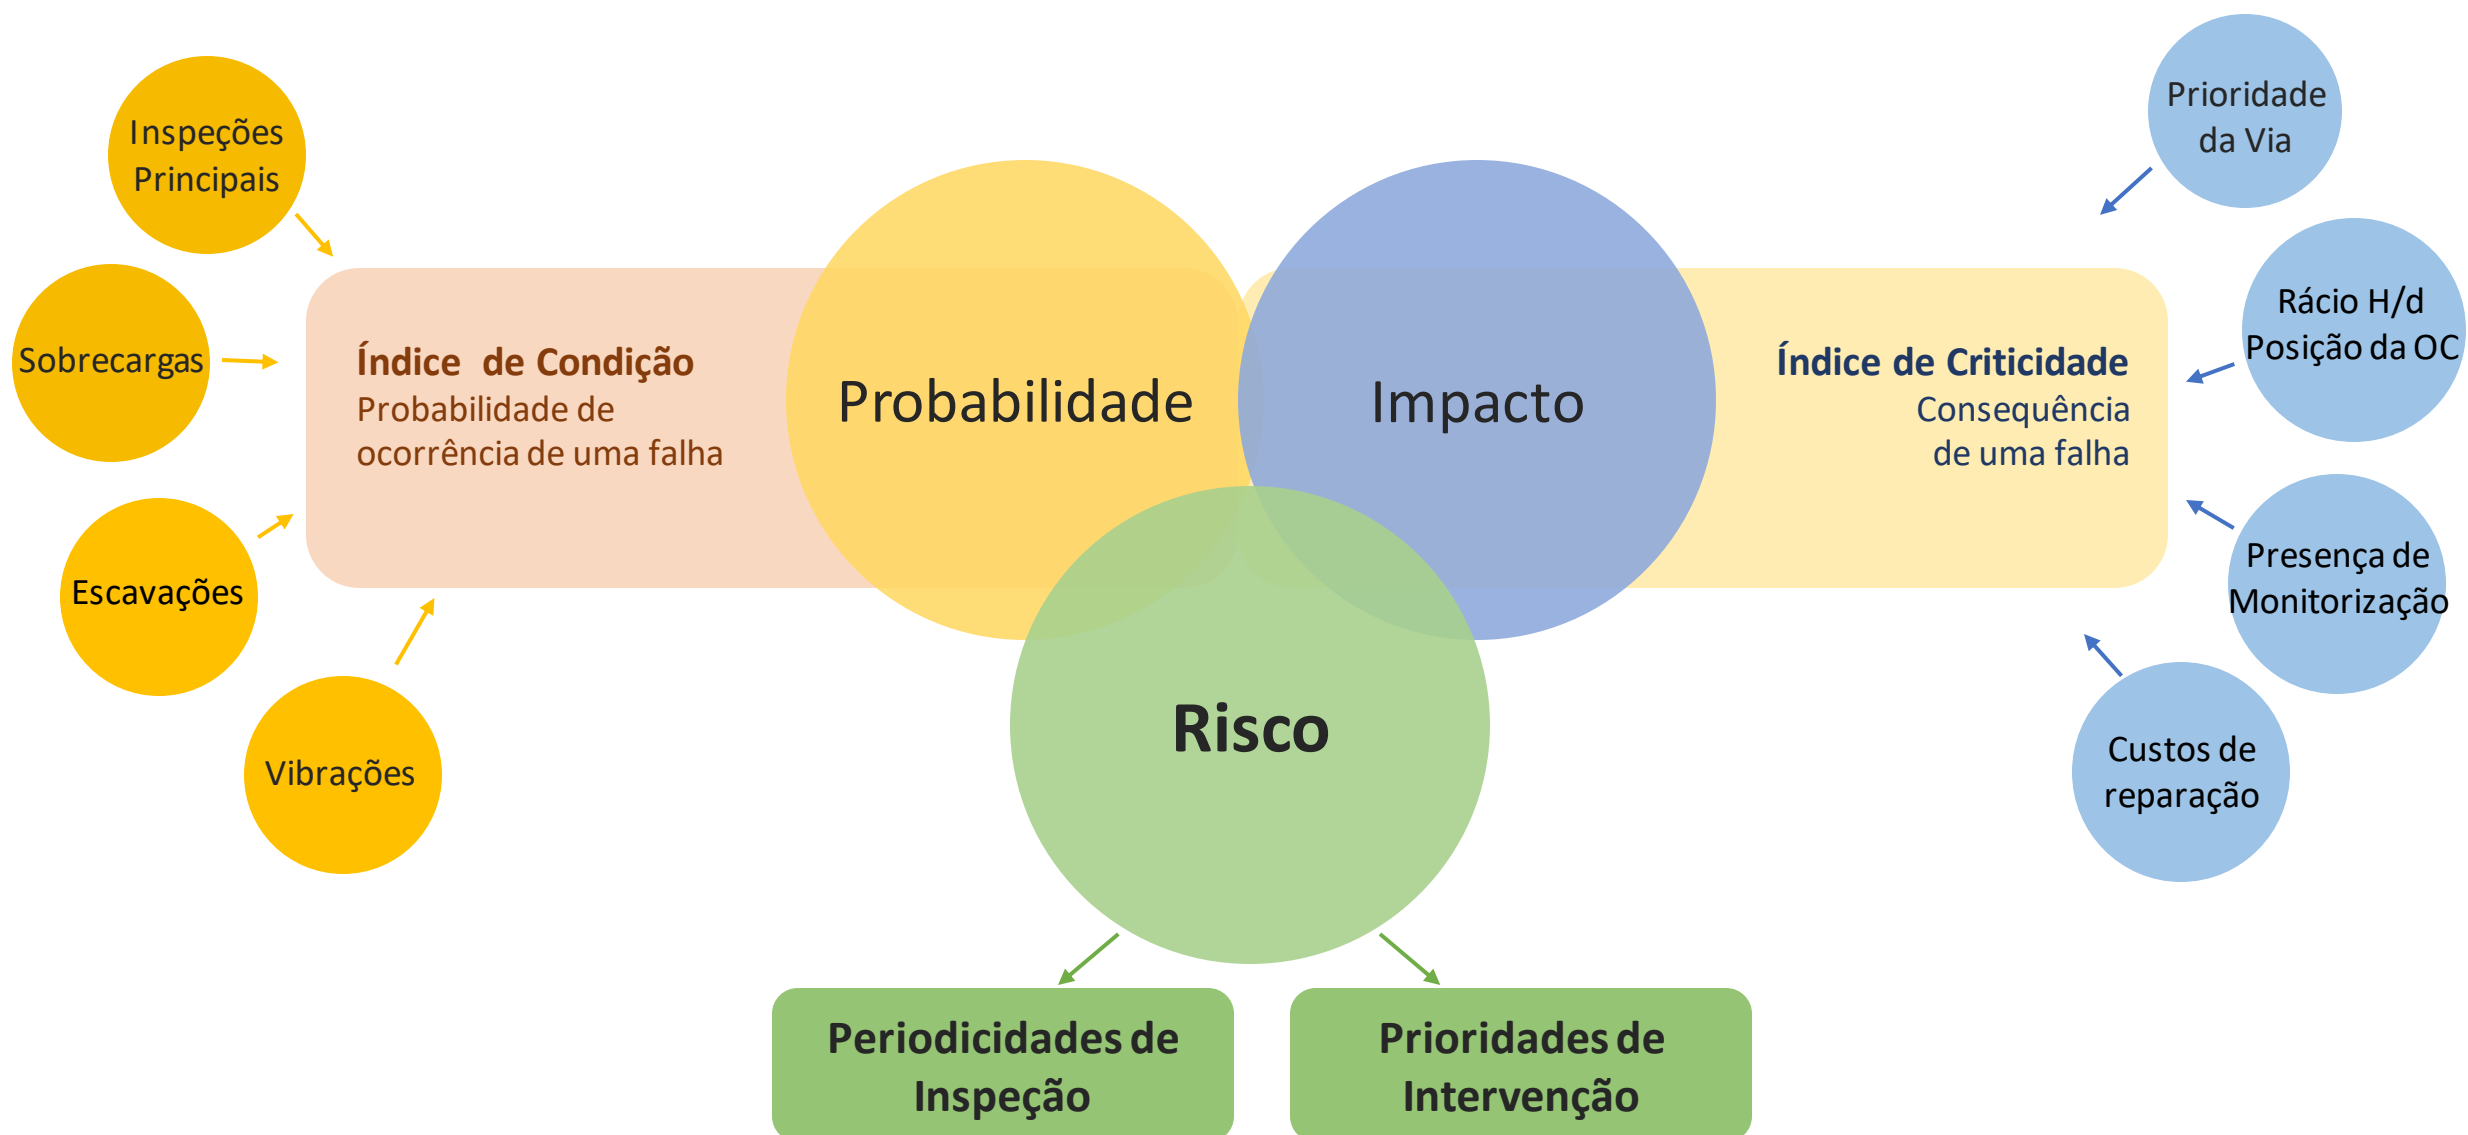 Inspeções
Principais
Sobrecargas
Escavações
Vibrações
Índice de Condição
Probabilidade de
ocorrência de uma falha
Probabilidade
Impacto
Risco
Índice de Criticidade
Consequência
de uma falha
Prioridade
da Via
Rácio H/d
Posição da OC
Presença de
Monitorização
Custos de
reparação
Periodicidades de
Inspeção
Prioridades de
Intervenção